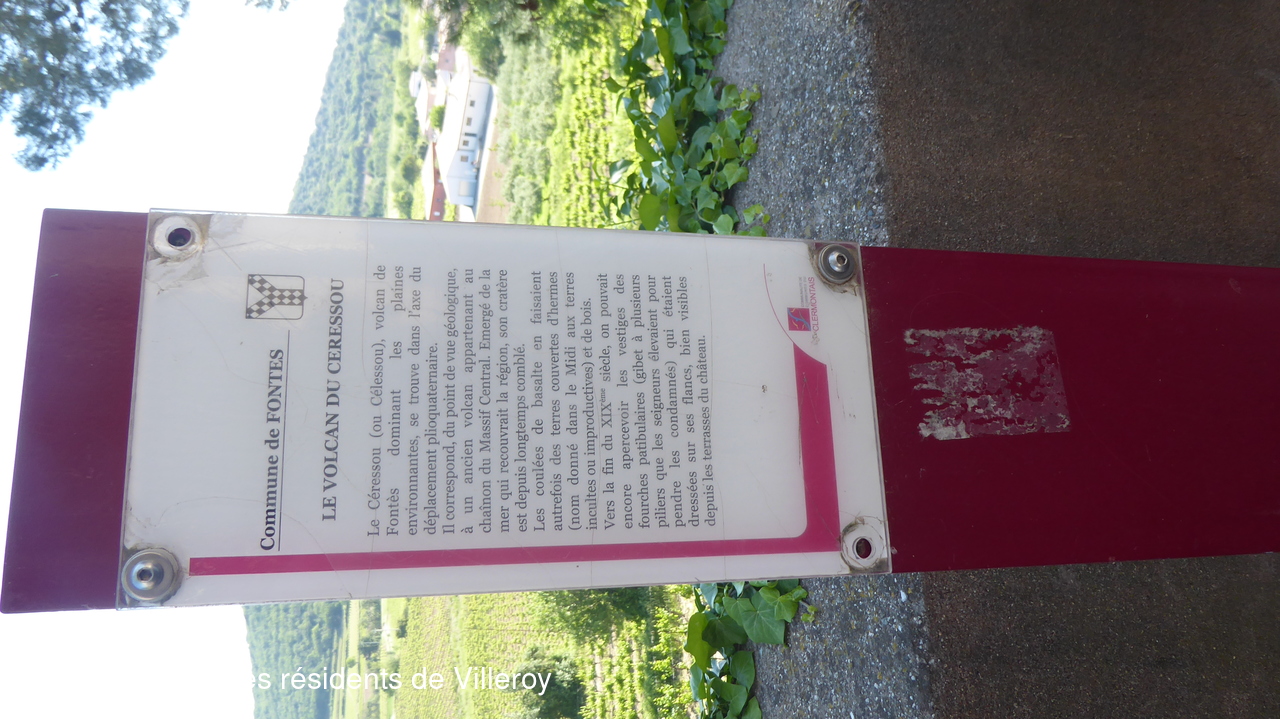 Commune de FONTES
LE VOLCAN DU CERESSOU
Le Céressou (ou Célessou), volcan de
Fontès dominant les plaines
environnantes, se trouve dans l'axe du
déplacement plioquaternaire.
Il correspond, du point de vue géologique,
à un ancien volcan appartenant au
chaînon du Massif Central. Emergé de la
mer qui recouvrait la région, son cratère
est depuis longtemps comblé.
Les coulées de basalte en faisaient
autrefois des terres couvertes d'hermes
(nom donné dans le Midi aux terres
incultes ou improductives) et de bois.
Vers la fin du XIXème siècle, on pouvait
encore apercevoir les vestiges des
fourches patibulaires (gibet à plusieurs
piliers que les seigneurs élevaient pour
pendre les condamnés) qui étaient
dressées sur ses flancs, bien visibles
depuis les terrasses du château.
CLERMONTAIS
es résidents de Villeroy